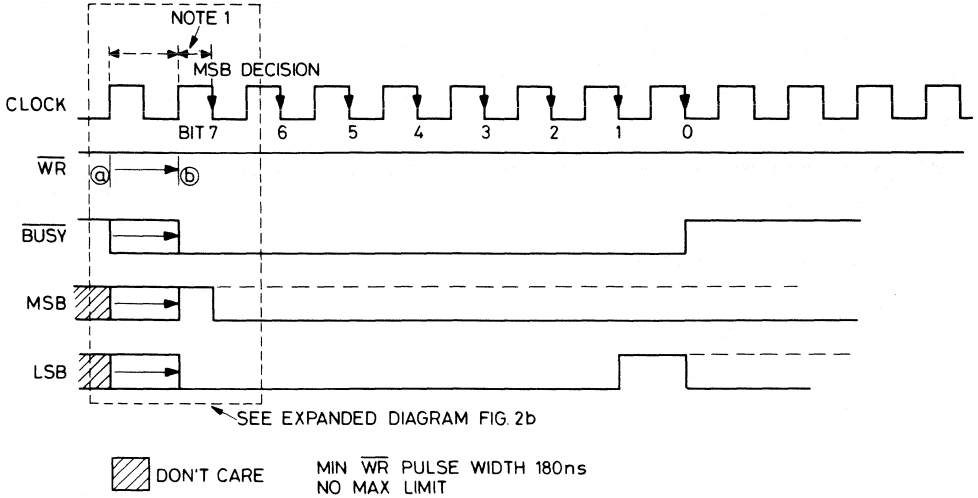 NOTE 1
MSB DECISION
CLOCK
BIT 7 6 5 4 3 2 1 0
WR
a b
BUSY
MSB
LSB
SEE EXPANDED DIAGRAM FIG. 2b
DON'T CARE
MIN WR PULSE WIDTH 180ns
NO MAX LIMIT